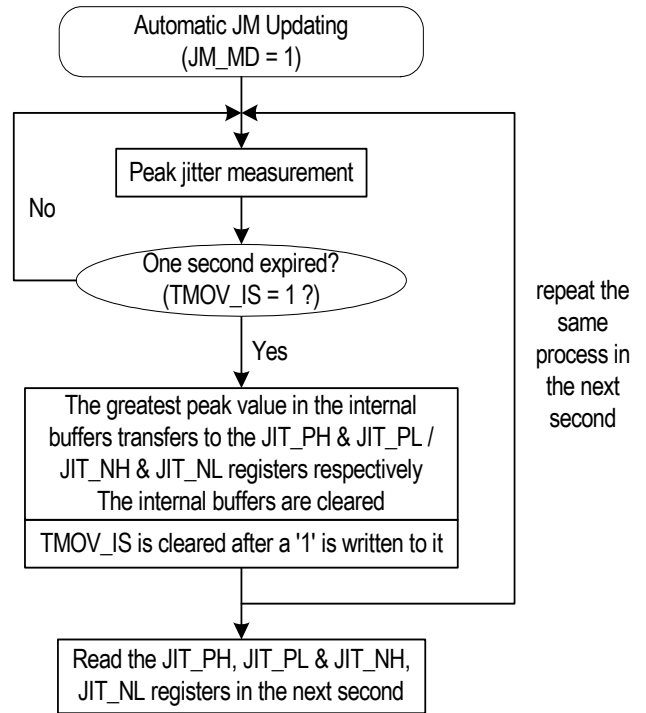 Automatic JM Updating
(JM_MD = 1)
Peak jitter measurement
No
One second expired?
(TMOV_IS = 1 ?)
repeat the
same
process in
the next
second
Yes
The greatest peak value in the internal
buffers transfers to the JIT_PH & JIT_PL /
JIT_NH & JIT_NL registers respectively
The internal buffers are cleared
TMOV_IS is cleared after a '1' is written to it
Read the JIT_PH, JIT_PL & JIT_NH,
JIT_NL registers in the next second